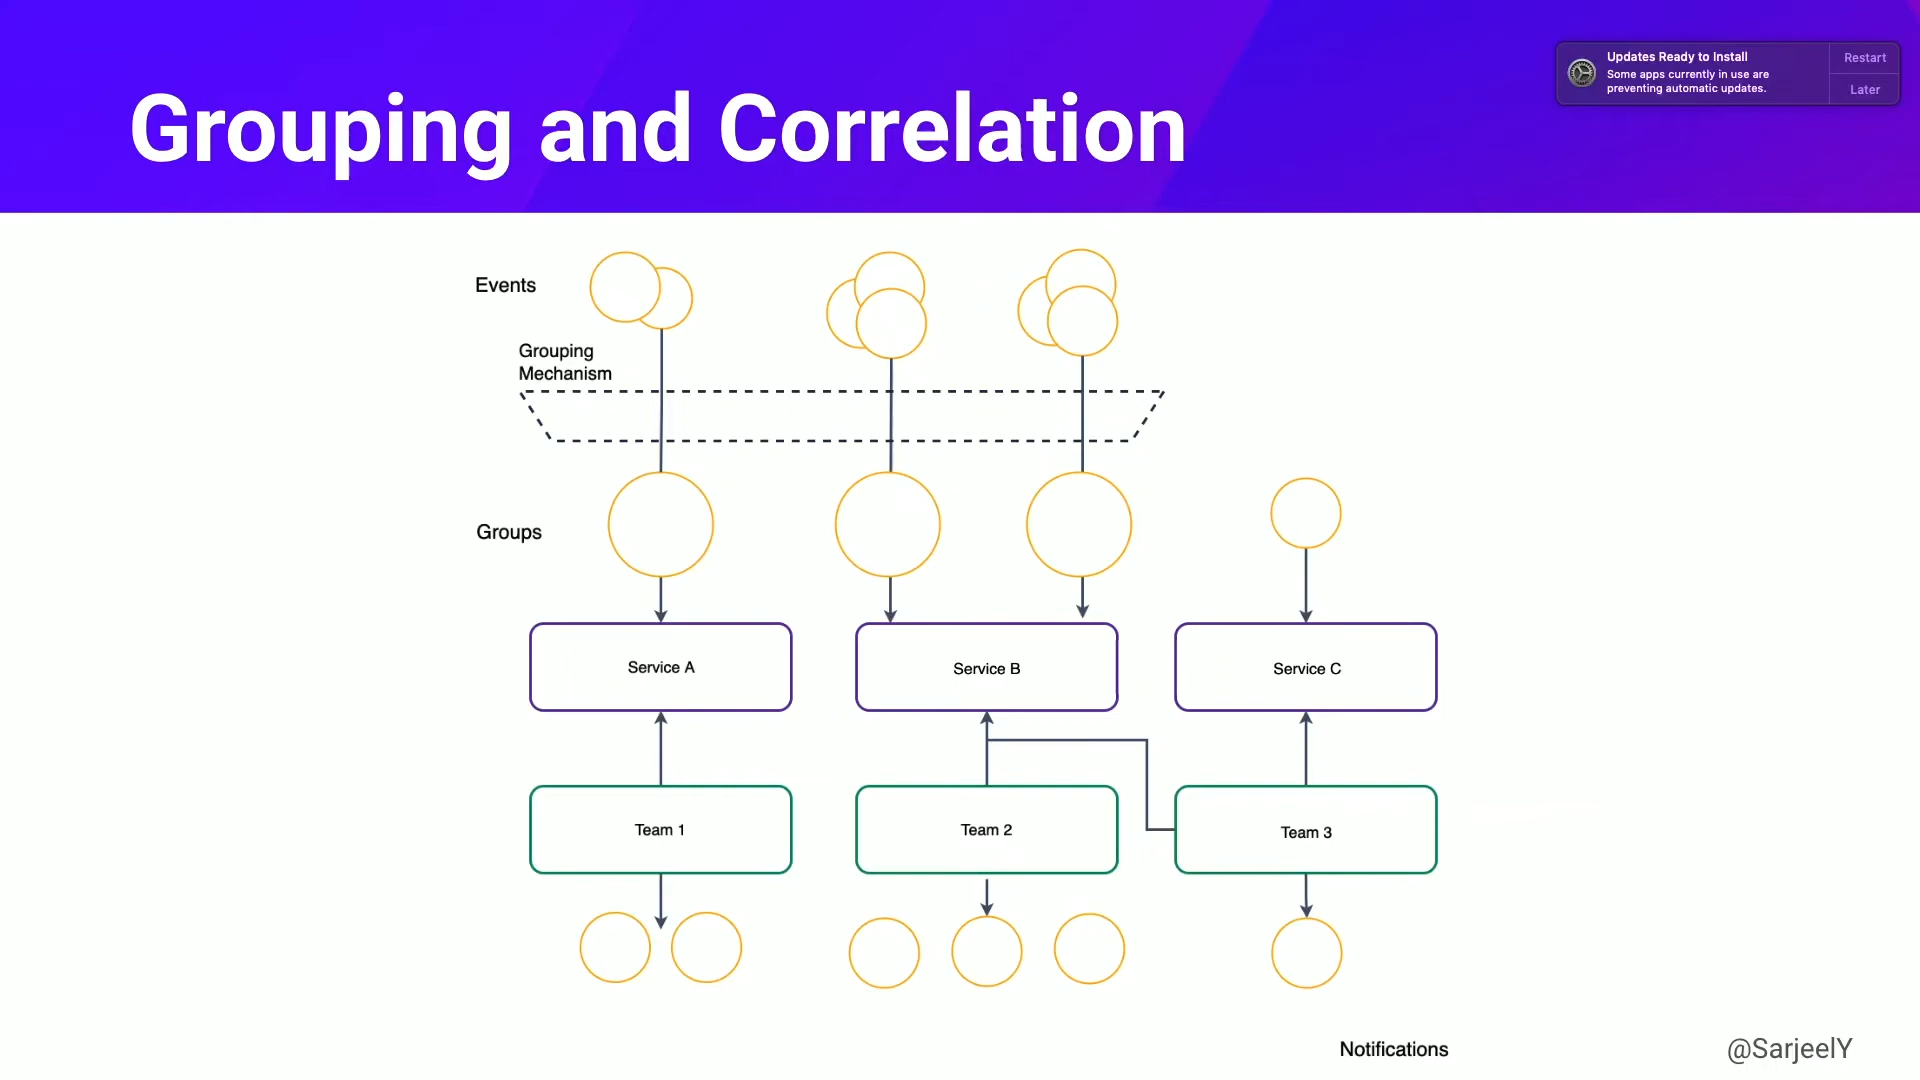 Grouping and Correlation
Updates Ready to Install
Some apps currently in use are
preventing automatic updates.
Restart
Later
Events
Grouping
Mechanism
Groups
Service A
Service B
Service C
Team 1
Team 2
Team 3
Notifications
@SarjeelY